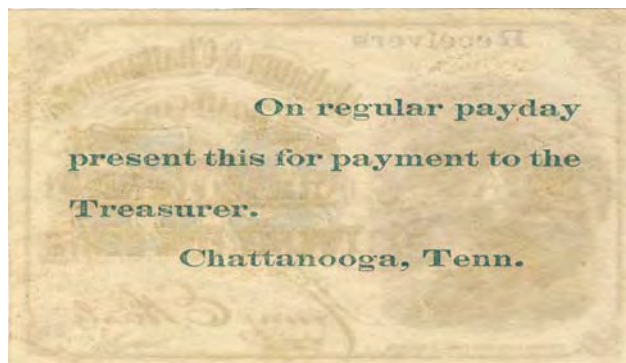 On regular payday
present this for payment to the
Treasurer.
Chattanooga, Tenn.